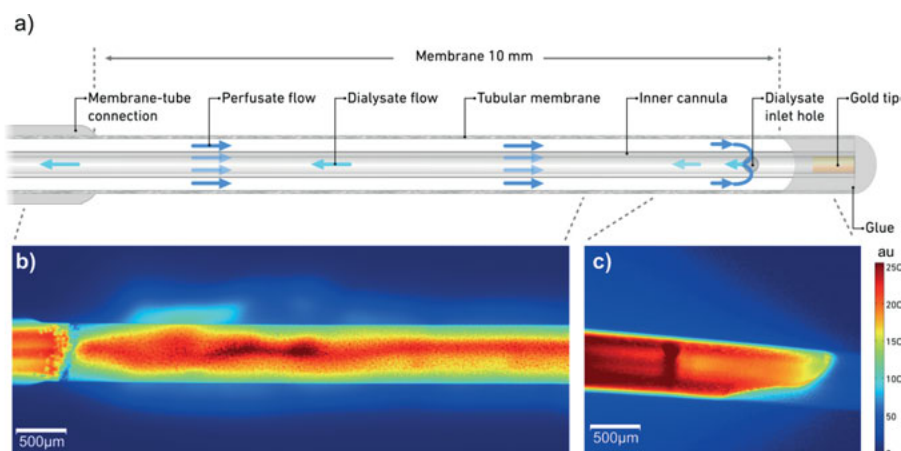 a)
Membrane 10 mm
Membrane-tube
connection
Perfusate flow
Dialysate flow
Tubular membrane
Inner cannula
Dialysate
inlet hole
Gold tip
Glue
b)
500µm
c)
500µm
au
250
200
150
100
50